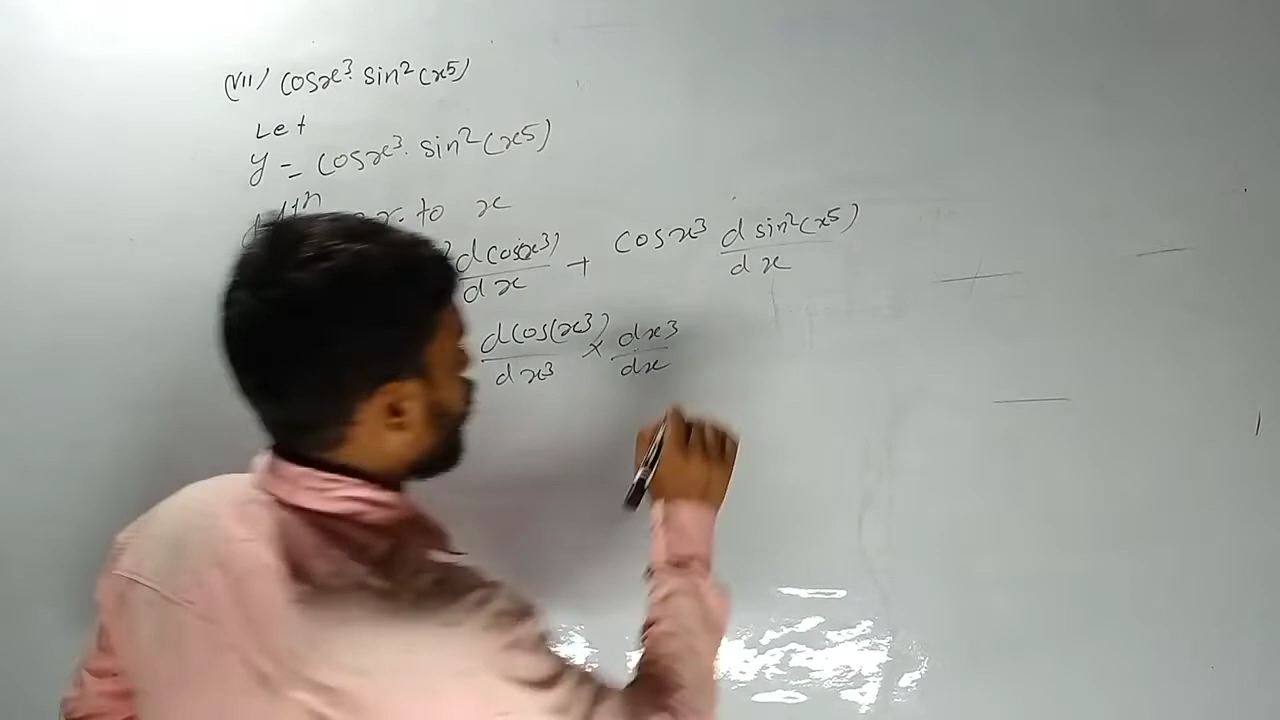 (VII) cosx³. sin²(x⁵)
Let
y = cosx³. sin²(x⁵)
to x
d(cosx³)/dx + cosx³ d sin²(x⁵)/dx
dcos(x³)/dx³ × dx³/dx